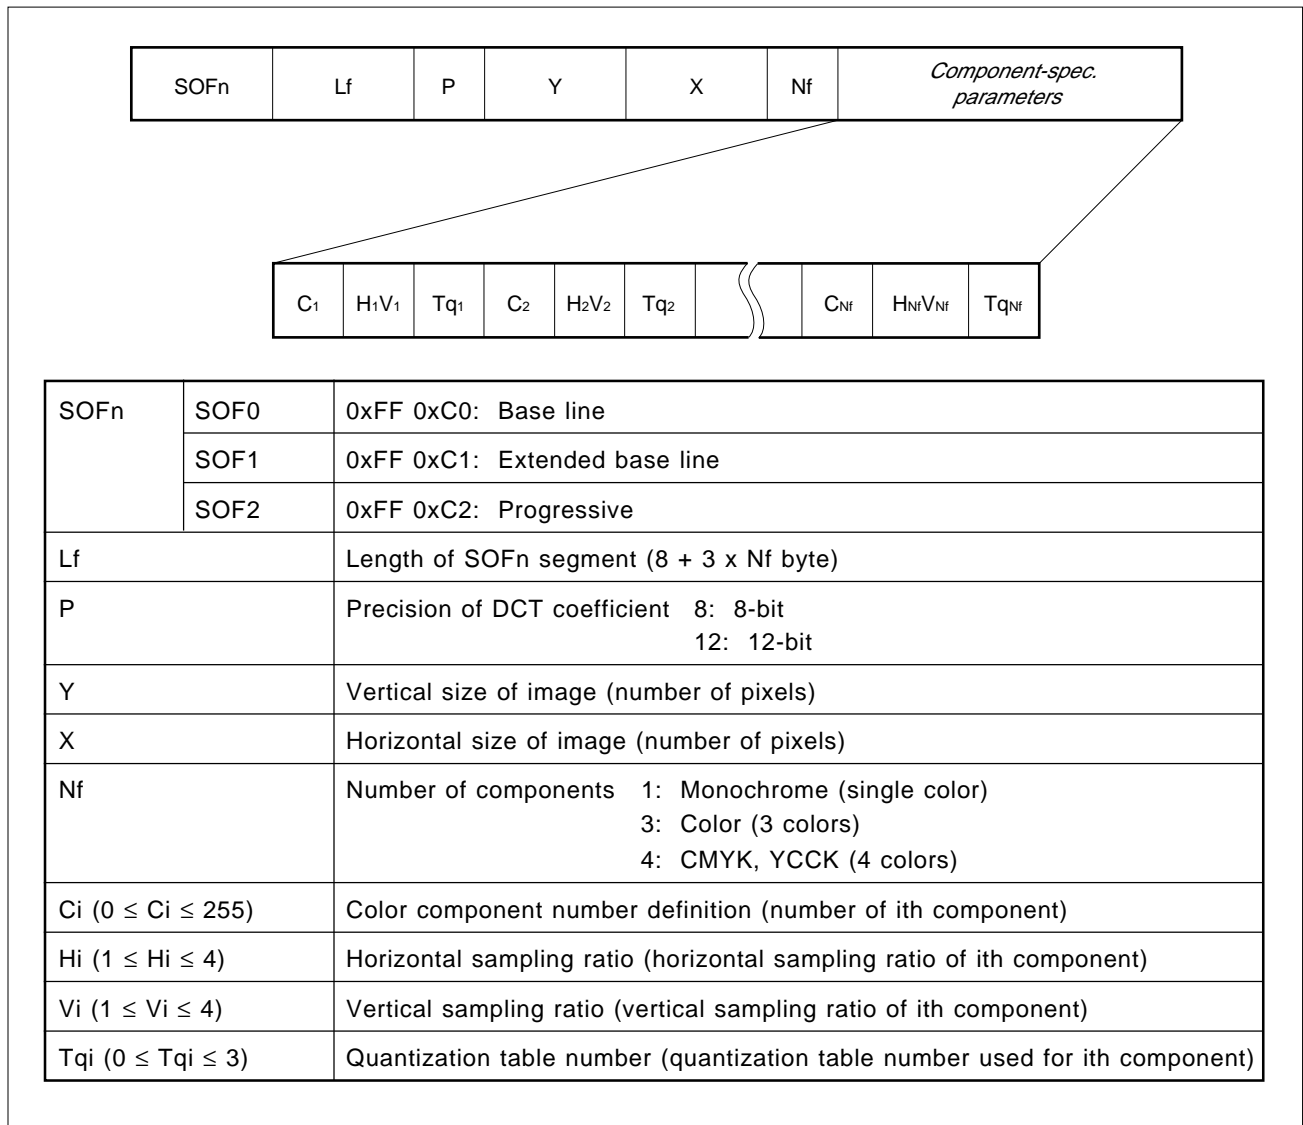 SOFn Lf P Y X Nf Component-spec. parameters
C1 H1V1 Tq1 C2 H2V2 Tq2 CNf HNfVNf TqNf
SOFn SOF0 0xFF 0xC0: Base line
SOF1 0xFF 0xC1: Extended base line
SOF2 0xFF 0xC2: Progressive
Lf Length of SOFn segment (8 + 3 x Nf byte)
P Precision of DCT coefficient 8: 8-bit
12: 12-bit
Y Vertical size of image (number of pixels)
X Horizontal size of image (number of pixels)
Nf Number of components 1: Monochrome (single color)
3: Color (3 colors)
4: CMYK, YCCK (4 colors)
Ci (0 ≤ Ci ≤ 255) Color component number definition (number of ith component)
Hi (1 ≤ Hi ≤ 4) Horizontal sampling ratio (horizontal sampling ratio of ith component)
Vi (1 ≤ Vi ≤ 4) Vertical sampling ratio (vertical sampling ratio of ith component)
Tqi (0 ≤ Tqi ≤ 3) Quantization table number (quantization table number used for ith component)